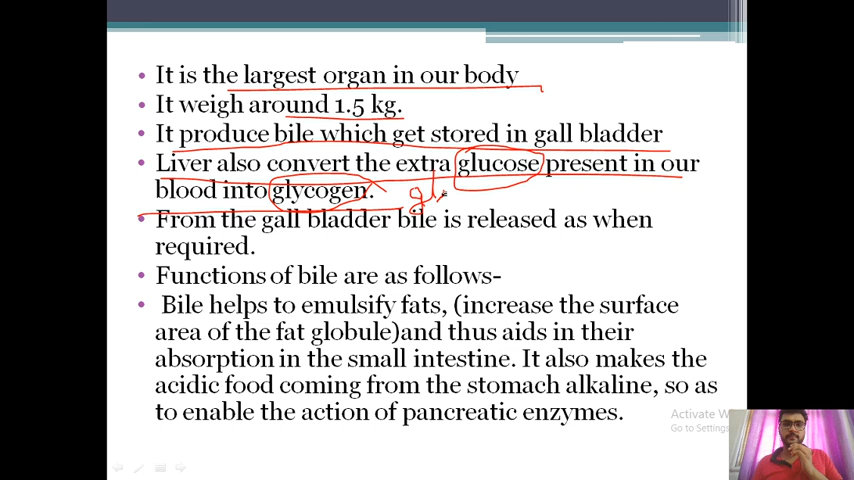 • It is the largest organ in our body
• It weigh around 1.5 kg.
• It produce bile which get stored in gall bladder
• Liver also convert the extra glucose present in our
blood into glycogen.
• From the gall bladder bile is released as when
required.
• Functions of bile are as follows-
• Bile helps to emulsify fats, (increase the surface
area of the fat globule)and thus aids in their
absorption in the small intestine. It also makes the
acidic food coming from the stomach alkaline, so as
to enable the action of pancreatic enzymes.
Activate W
Go to Settings